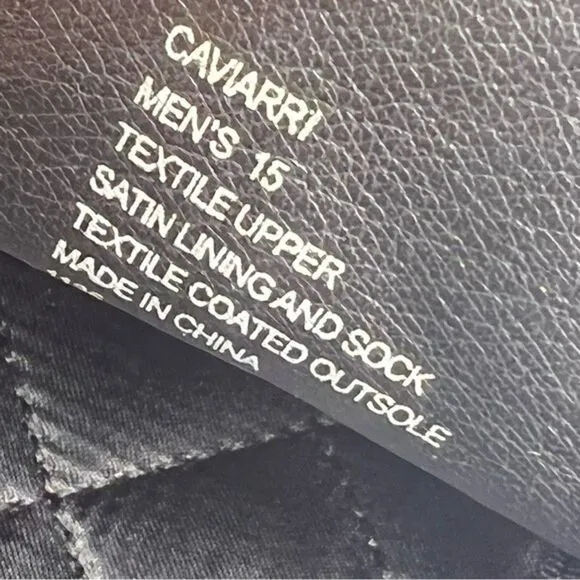 CAVIARRI
MEN'S 15
TEXTILE UPPER
SATIN LINING AND SOCK
TEXTILE COATED OUTSOLE
MADE IN CHINA